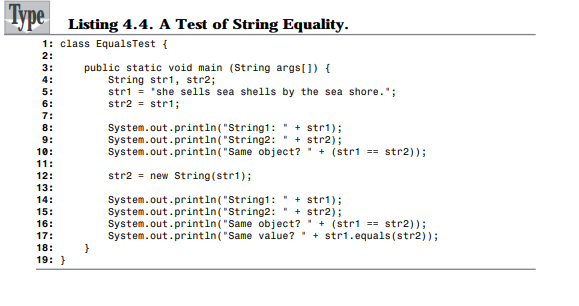 Type
Listing 4.4. A Test of String Equality.
1: class EqualsTest {
2:
3:     public static void main (String args[]) {
4:         String str1, str2;
5:         str1 = "she sells sea shells by the sea shore.";
6:         str2 = str1;
7:
8:         System.out.println("String1: " + str1);
9:         System.out.println("String2: " + str2);
10:         System.out.println("Same object? " + (str1 == str2));
11:
12:         str2 = new String(str1);
13:
14:         System.out.println("String1: " + str1);
15:         System.out.println("String2: " + str2);
16:         System.out.println("Same object? " + (str1 == str2));
17:         System.out.println("Same value? " + str1.equals(str2));
18:     }
19: }